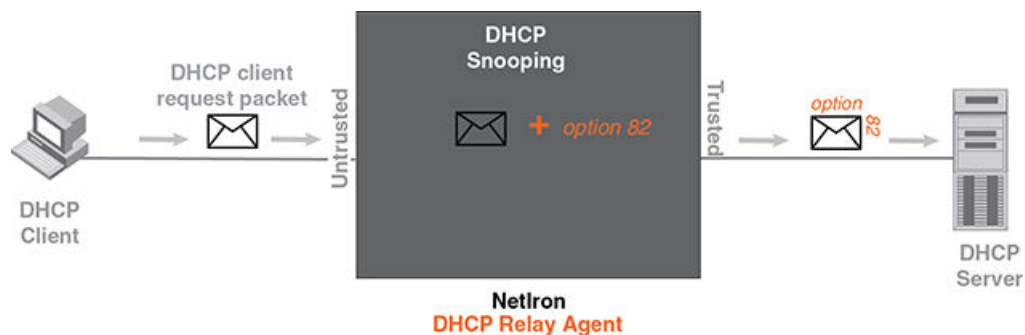 DHCP
Snooping
DHCP client
request packet
+ option 82
Untrusted
Trusted
option
82
DHCP
Client
DHCP
Server
NetIron
DHCP Relay Agent